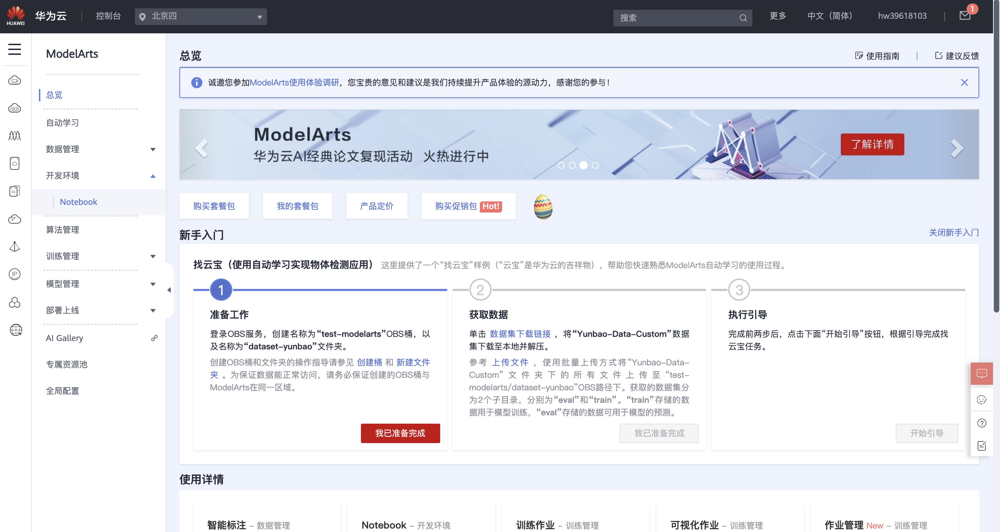 HUAWEI
华为云
控制台
北京四
搜索
更多
中文（简体）
hw39618103
1
ModelArts
总览
自动学习
数据管理
开发环境
Notebook
算法管理
训练管理
模型管理
部署上线
AI Gallery
专属资源池
全局配置
IP
W
总览
使用指南
建议反馈
诚邀您参加ModelArts使用体验调研，您宝贵的意见和建议是我们持续提升产品体验的源动力，感谢您的参与！
ModelArts
华为云AI经典论文复现活动 火热进行中
了解详情
购买套餐包
我的套餐包
产品定价
购买促销包 Hot!
新手入门
关闭新手入门
找云宝（使用自动学习实现物体检测应用） 这里提供了一个“找云宝”样例（“云宝”是华为云的吉祥物），帮助您快速熟悉ModelArts自动学习的使用过程。
1
准备工作
登录OBS服务，创建名称为“test-modelarts”OBS桶，以
及名称为“dataset-yunbao”文件夹。
创建OBS桶和文件夹的操作指导请参见 创建桶 和 新建文件
夹 。为保证数据能正常访问，请务必保证创建的OBS桶与
ModelArts在同一区域。
我已准备完成
2
获取数据
单击 数据集下载链接 ，将“Yunbao-Data-Custom”数据
集下载至本地并解压。
参考 上传文件 ，使用批量上传方式将“Yunbao-Data-
Custom”文件夹下的所有文件上传至“test-
modelarts/dataset-yunbao”OBS路径下。获取的数据集分
为2个子目录，分别为“eval”和“train”。“train”存储的数
据用于模型训练，“eval”存储的数据可用于模型的预测。
我已准备完成
3
执行引导
完成前两步后，点击下面“开始引导”按钮，根据引导完成找
云宝任务。
开始引导
使用详情
智能标注 – 数据管理
Notebook – 开发环境
训练作业 – 训练管理
可视化作业 – 训练管理
作业管理 New – 训练管理